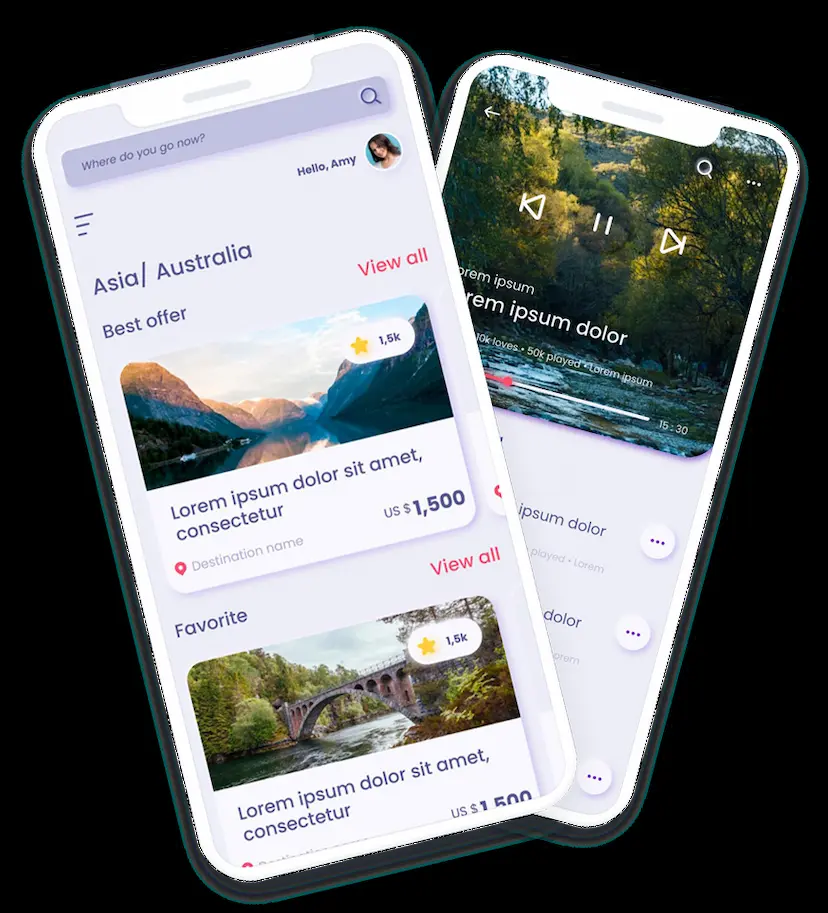 Where do you go now?
Hello, Amy
Asia/ Australia
View all
Best offer
1,5k
Lorem ipsum dolor sit amet,
consectetur
US $ 1,500
Destination name
View all
Favorite
1,5k
Lorem ipsum dolor sit amet,
consectetur
US $ 1,500
Destination name
orem ipsum
rem ipsum dolor
10k loves • 50k played • Lorem ipsum
15 : 30
ipsum dolor
played • Lorem
dolor
orem